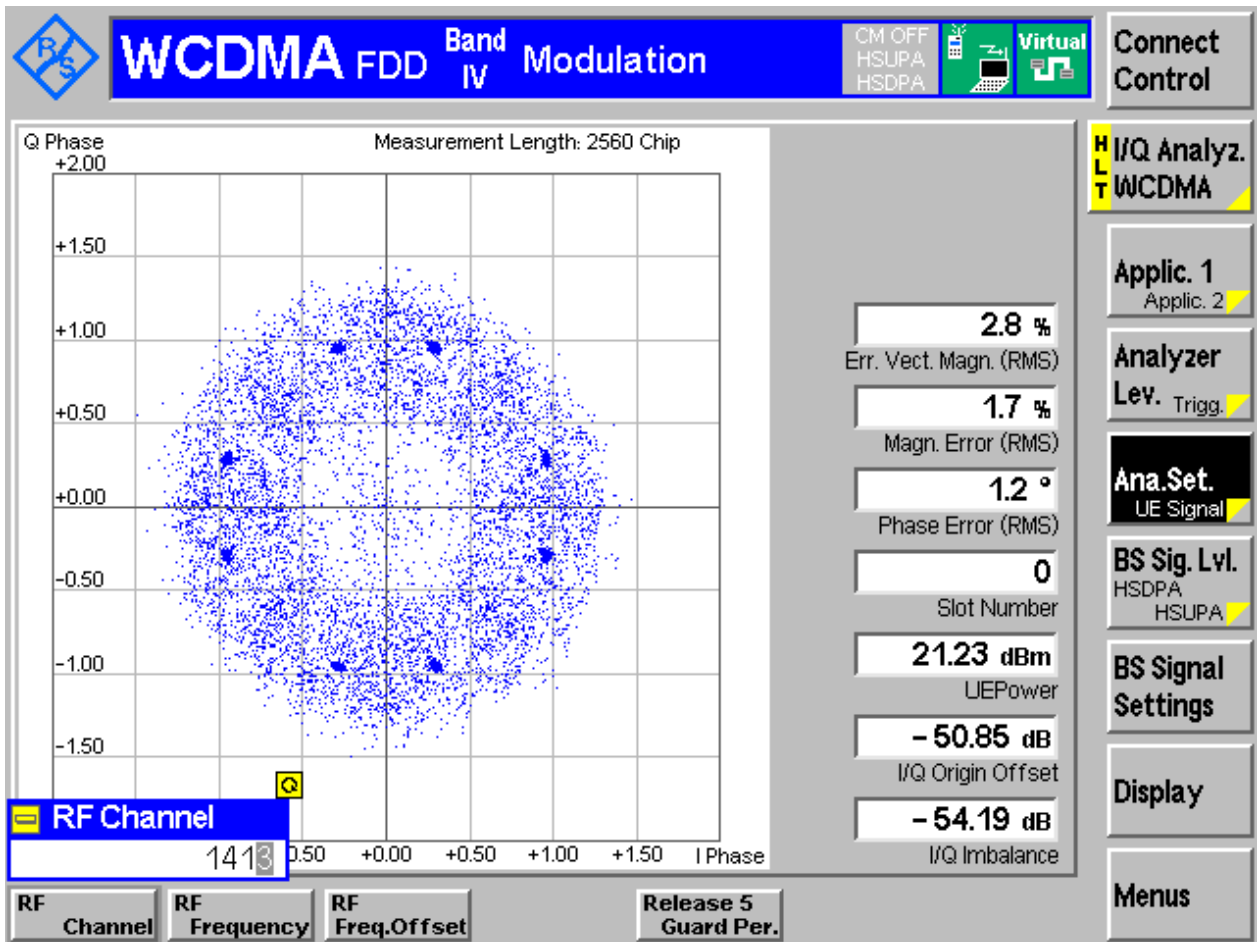 R&S
WCDMA FDD Band IV Modulation
CM OFF
HSUPA
HSDPA
Virtual
Connect Control
Q Phase
Measurement Length: 2560 Chip
+2.00
+1.50
+1.00
+0.50
+0.00
-0.50
-1.00
-1.50
Q
RF Channel
1413
0.50 +0.00 +0.50 +1.00 +1.50 I Phase
2.8 %
Err. Vect. Magn. (RMS)
1.7 %
Magn. Error (RMS)
1.2 °
Phase Error (RMS)
0
Slot Number
21.23 dBm
UEPower
-50.85 dB
I/Q Origin Offset
-54.19 dB
I/Q Imbalance
HLT
I/Q Analyz.
WCDMA
Applic. 1
Applic. 2
Analyzer
Lev. Trigg.
Ana.Set.
UE Signal
BS Sig. Lvl.
HSDPA
HSUPA
BS Signal
Settings
Display
Menus
RF
Channel
RF
Frequency
RF
Freq.Offset
Release 5
Guard Per.